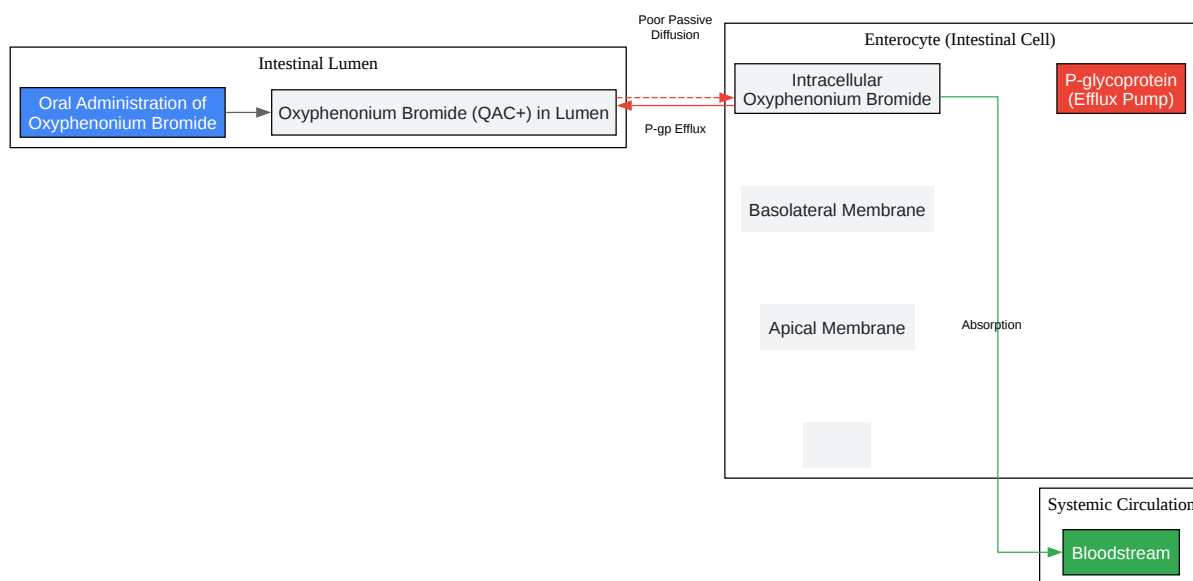 Intestinal Lumen
Oral Administration of
Oxyphenonium Bromide
Oxyphenonium Bromide (QAC+) in Lumen
Poor Passive
Diffusion
P-gp Efflux
Enterocyte (Intestinal Cell)
Intracellular
Oxyphenonium Bromide
P-glycoprotein
(Efflux Pump)
Basolateral Membrane
Apical Membrane
Absorption
Systemic Circulation
Bloodstream